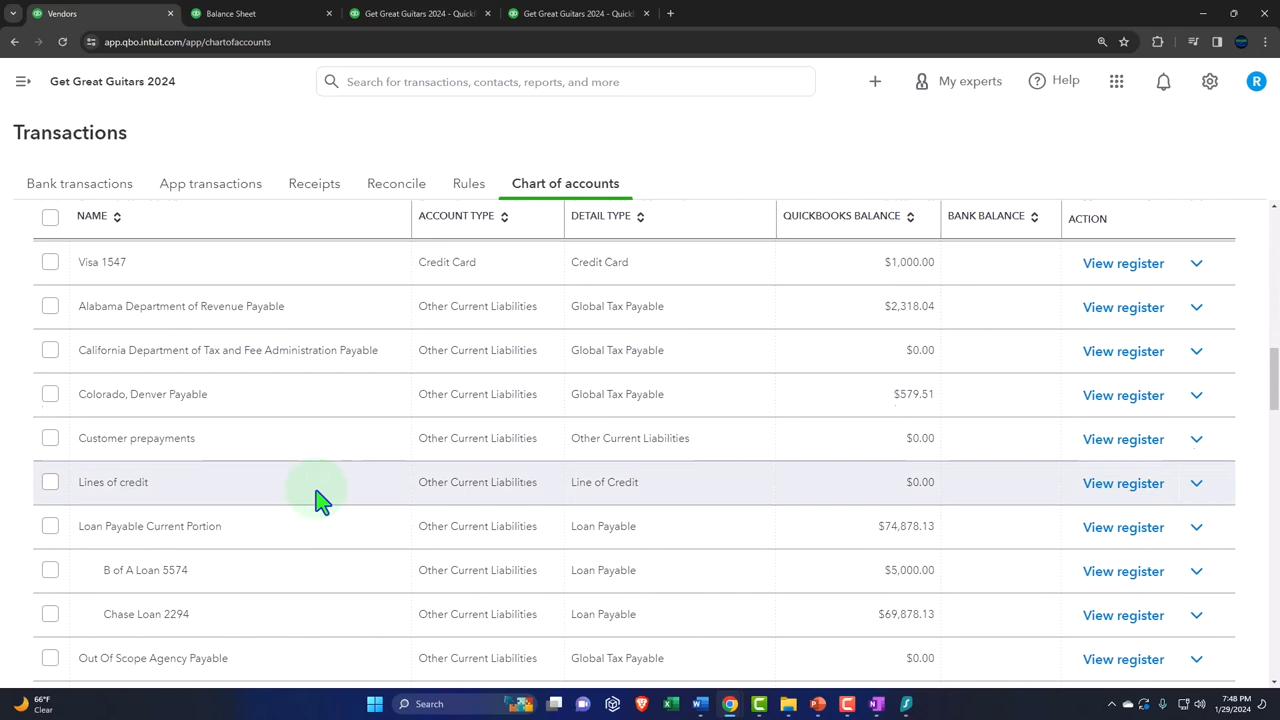 Vendors
Balance Sheet
Get Great Guitars 2024 - Quick
Get Great Guitars 2024 - Quick
app.qbo.intuit.com/app/chartofaccounts
Get Great Guitars 2024
Search for transactions, contacts, reports, and more
My experts
Help
R
Transactions
Bank transactions App transactions Receipts Reconcile Rules Chart of accounts
NAME ACCOUNT TYPE DETAIL TYPE QUICKBOOKS BALANCE BANK BALANCE ACTION
Visa 1547 Credit Card Credit Card $1,000.00 View register
Alabama Department of Revenue Payable Other Current Liabilities Global Tax Payable $2,318.04 View register
California Department of Tax and Fee Administration Payable Other Current Liabilities Global Tax Payable $0.00 View register
Colorado, Denver Payable Other Current Liabilities Global Tax Payable $579.51 View register
Customer prepayments Other Current Liabilities Other Current Liabilities $0.00 View register
Lines of credit Other Current Liabilities Line of Credit $0.00 View register
Loan Payable Current Portion Other Current Liabilities Loan Payable $74,878.13 View register
B of A Loan 5574 Other Current Liabilities Loan Payable $5,000.00 View register
Chase Loan 2294 Other Current Liabilities Loan Payable $69,878.13 View register
Out Of Scope Agency Payable Other Current Liabilities Global Tax Payable $0.00 View register
66°F
Clear
Search
7:48 PM
1/29/2024